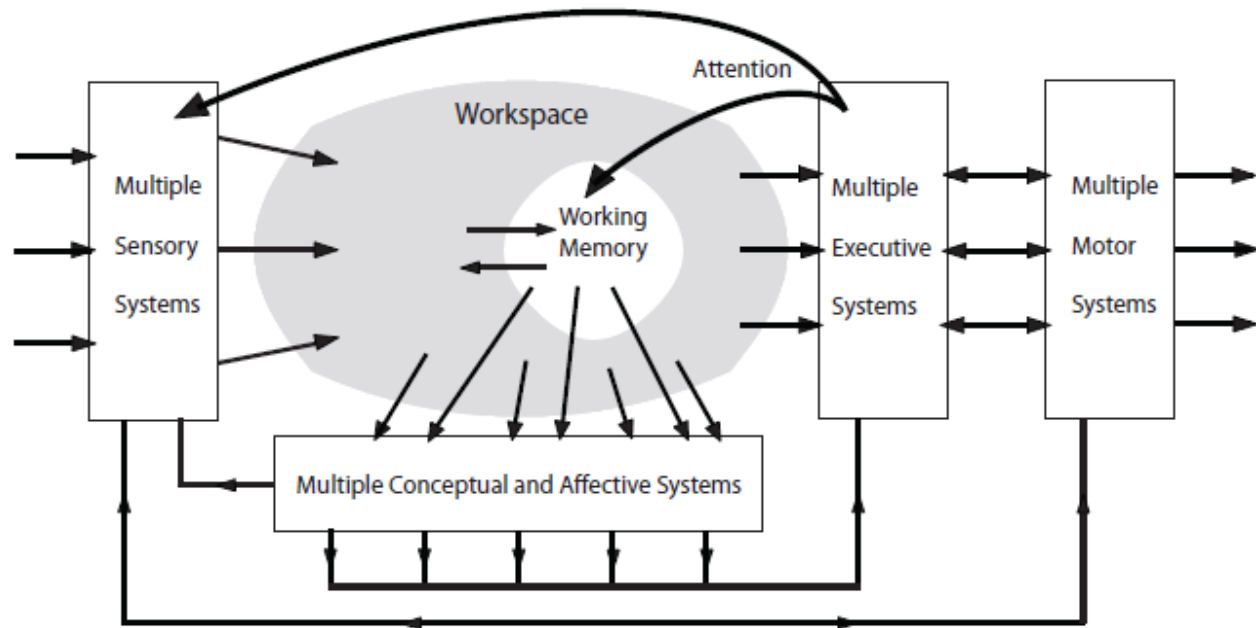 Attention
Workspace
Multiple
Sensory
Systems
Working
Memory
Multiple
Executive
Systems
Multiple
Motor
Systems
Multiple Conceptual and Affective Systems